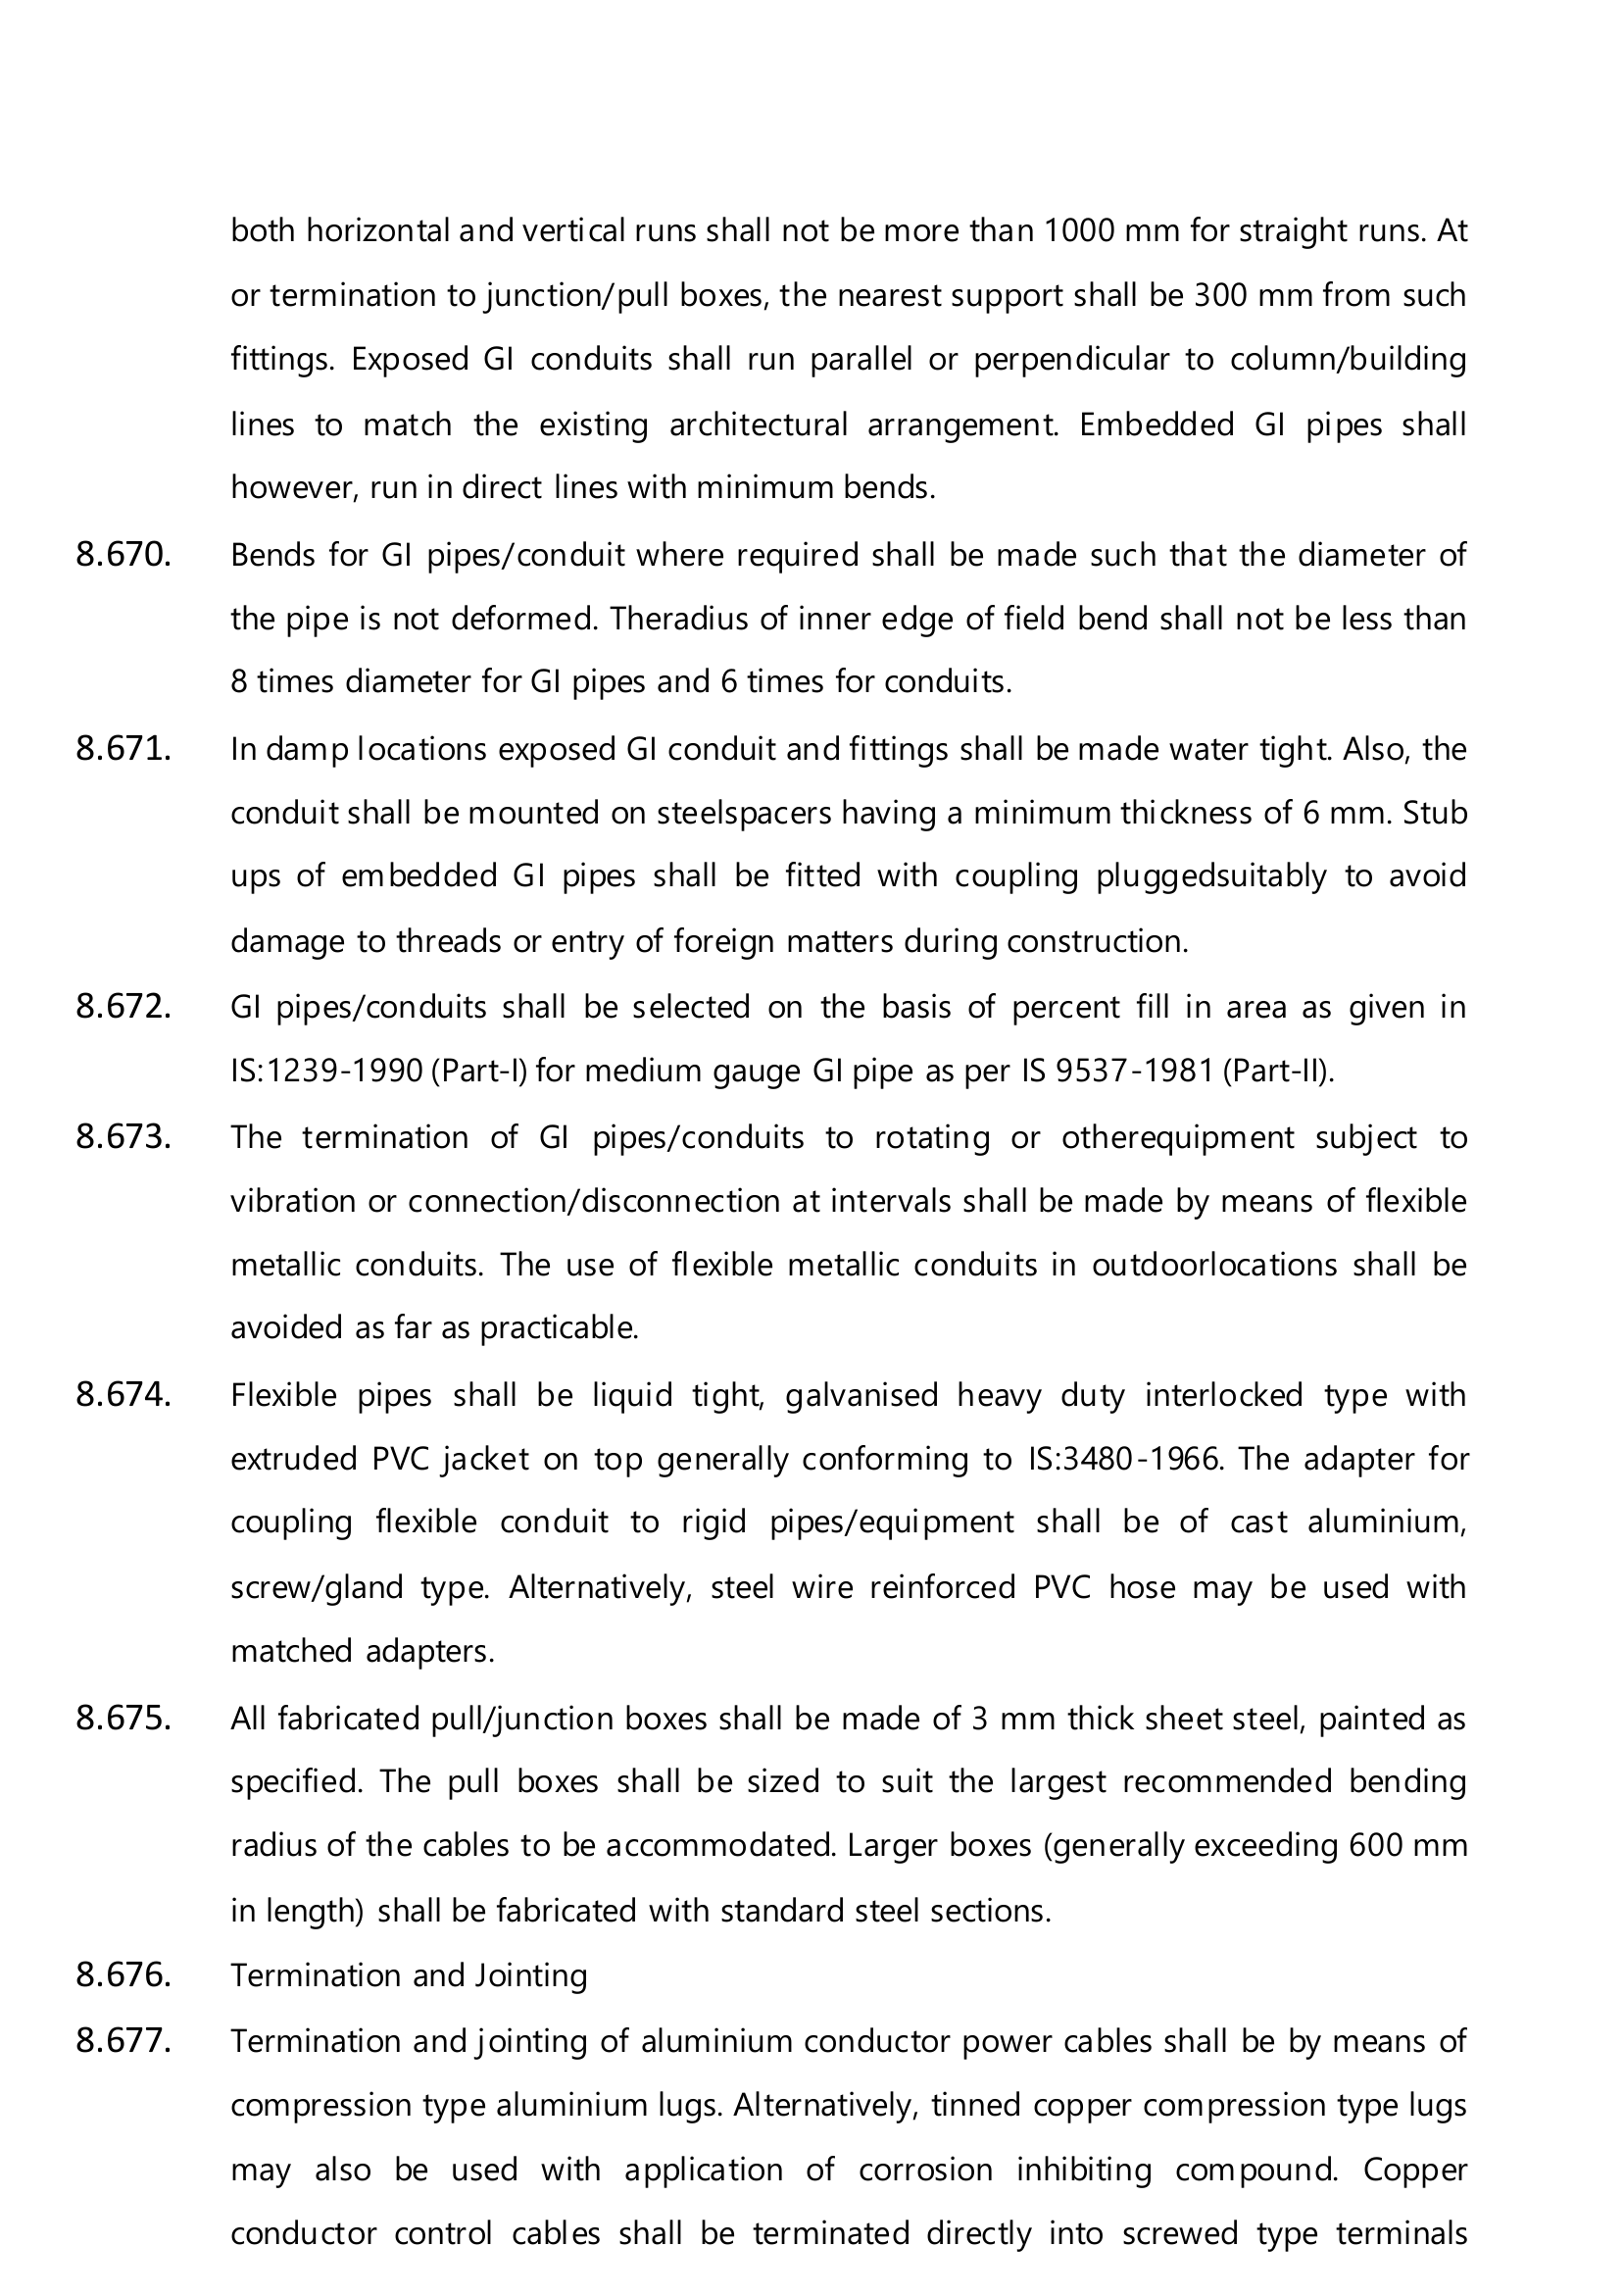 both horizontal and vertical runs shall not be more than 1000 mm for straight runs. At
or termination to junction/pull boxes, the nearest support shall be 300 mm from such
fittings. Exposed GI conduits shall run parallel or perpendicular to column/building
lines to match the existing architectural arrangement. Embedded GI pipes shall
however, run in direct lines with minimum bends.
8.670. Bends for GI pipes/conduit where required shall be made such that the diameter of
the pipe is not deformed. Theradius of inner edge of field bend shall not be less than
8 times diameter for GI pipes and 6 times for conduits.
8.671. In damp locations exposed GI conduit and fittings shall be made water tight. Also, the
conduit shall be mounted on steelspacers having a minimum thickness of 6 mm. Stub
ups of embedded GI pipes shall be fitted with coupling pluggedsuitably to avoid
damage to threads or entry of foreign matters during construction.
8.672. GI pipes/conduits shall be selected on the basis of percent fill in area as given in
IS:1239-1990 (Part-I) for medium gauge GI pipe as per IS 9537-1981 (Part-II).
8.673. The termination of GI pipes/conduits to rotating or otherequipment subject to
vibration or connection/disconnection at intervals shall be made by means of flexible
metallic conduits. The use of flexible metallic conduits in outdoorlocations shall be
avoided as far as practicable.
8.674. Flexible pipes shall be liquid tight, galvanised heavy duty interlocked type with
extruded PVC jacket on top generally conforming to IS:3480-1966. The adapter for
coupling flexible conduit to rigid pipes/equipment shall be of cast aluminium,
screw/gland type. Alternatively, steel wire reinforced PVC hose may be used with
matched adapters.
8.675. All fabricated pull/junction boxes shall be made of 3 mm thick sheet steel, painted as
specified. The pull boxes shall be sized to suit the largest recommended bending
radius of the cables to be accommodated. Larger boxes (generally exceeding 600 mm
in length) shall be fabricated with standard steel sections.
8.676. Termination and Jointing
8.677. Termination and jointing of aluminium conductor power cables shall be by means of
compression type aluminium lugs. Alternatively, tinned copper compression type lugs
may also be used with application of corrosion inhibiting compound. Copper
conductor control cables shall be terminated directly into screwed type terminals